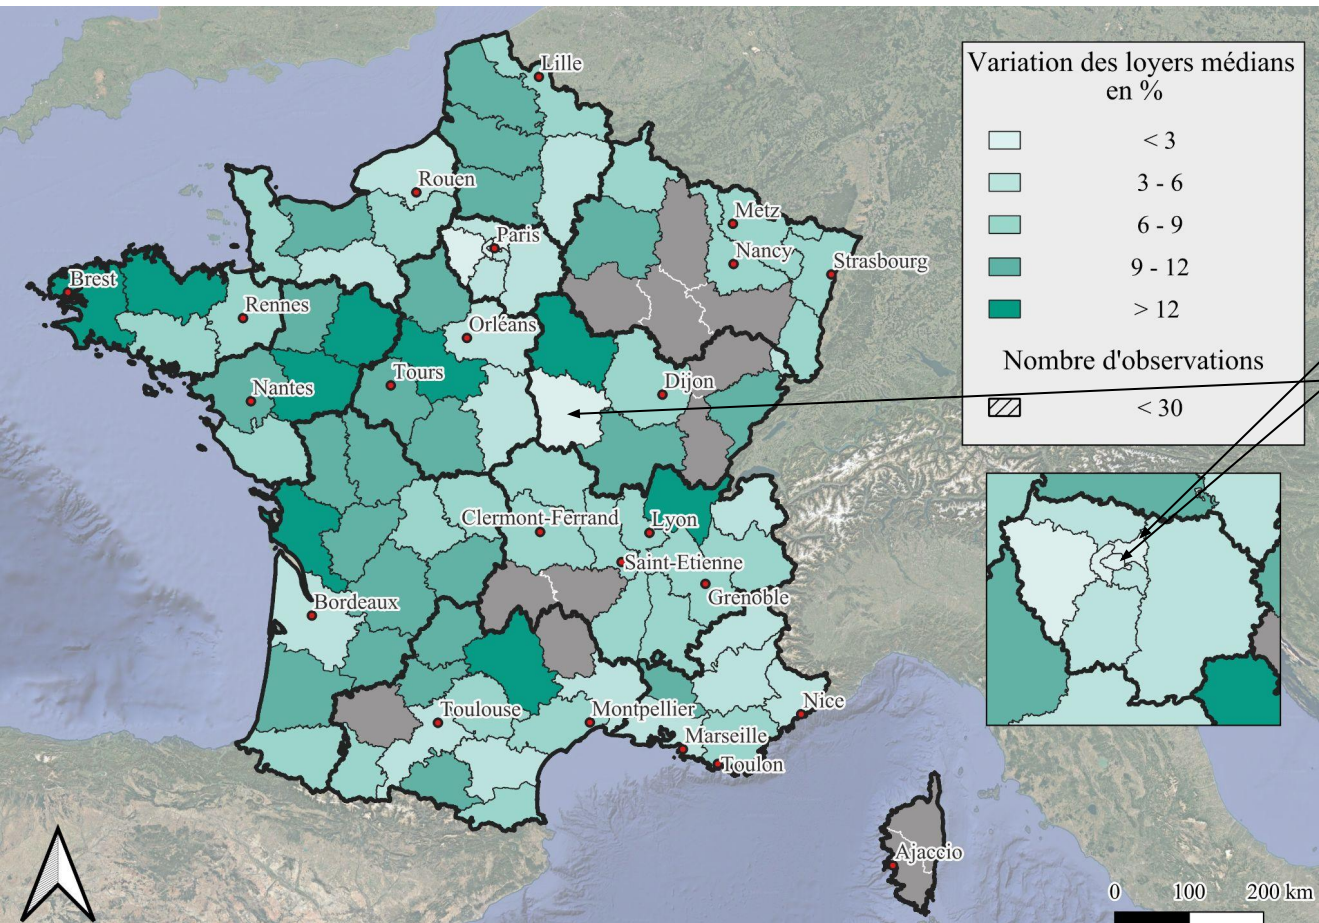 Variation des loyers médians
en %
< 3
3 - 6
6 - 9
9 - 12
> 12
Nombre d'observations
< 30
Lille
Rouen
Paris
Metz
Nancy
Strasbourg
Brest
Rennes
Orléans
Nantes
Tours
Dijon
Clermont-Ferrand
Lyon
Saint-Etienne
Grenoble
Bordeaux
Toulouse
Montpellier
Nice
Marseille
Toulon
Ajaccio
0 100 200 km